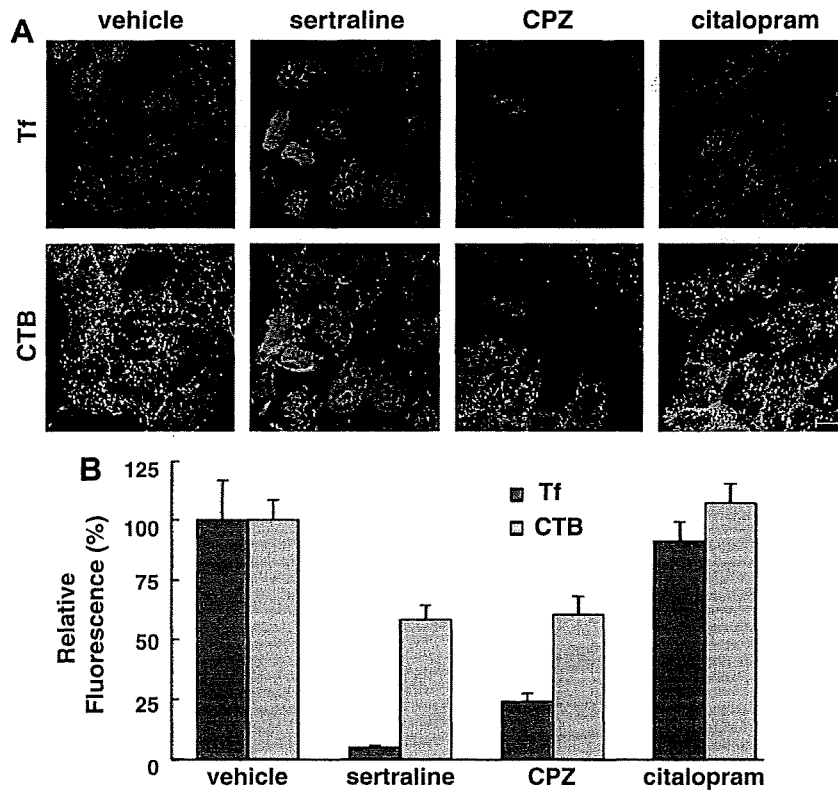 A
vehicle sertraline CPZ citalopram
Tf
CTB
B
Relative
Fluorescence (%)
125
100
75
50
25
0
Tf
CTB
vehicle sertraline CPZ citalopram